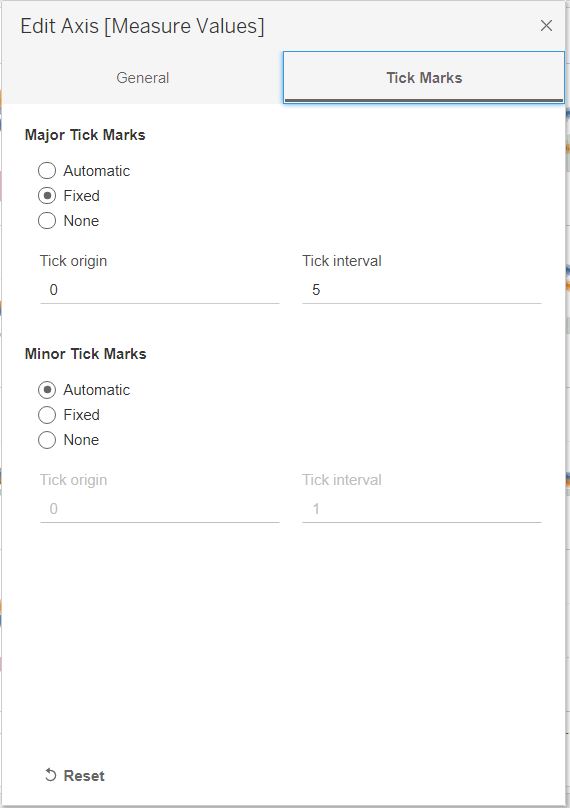 Edit Axis [Measure Values]
General
Tick Marks
Major Tick Marks
Automatic
Fixed
None
Tick origin
Tick interval
0
5
Minor Tick Marks
Automatic
Fixed
None
Tick origin
Tick interval
0
1
Reset